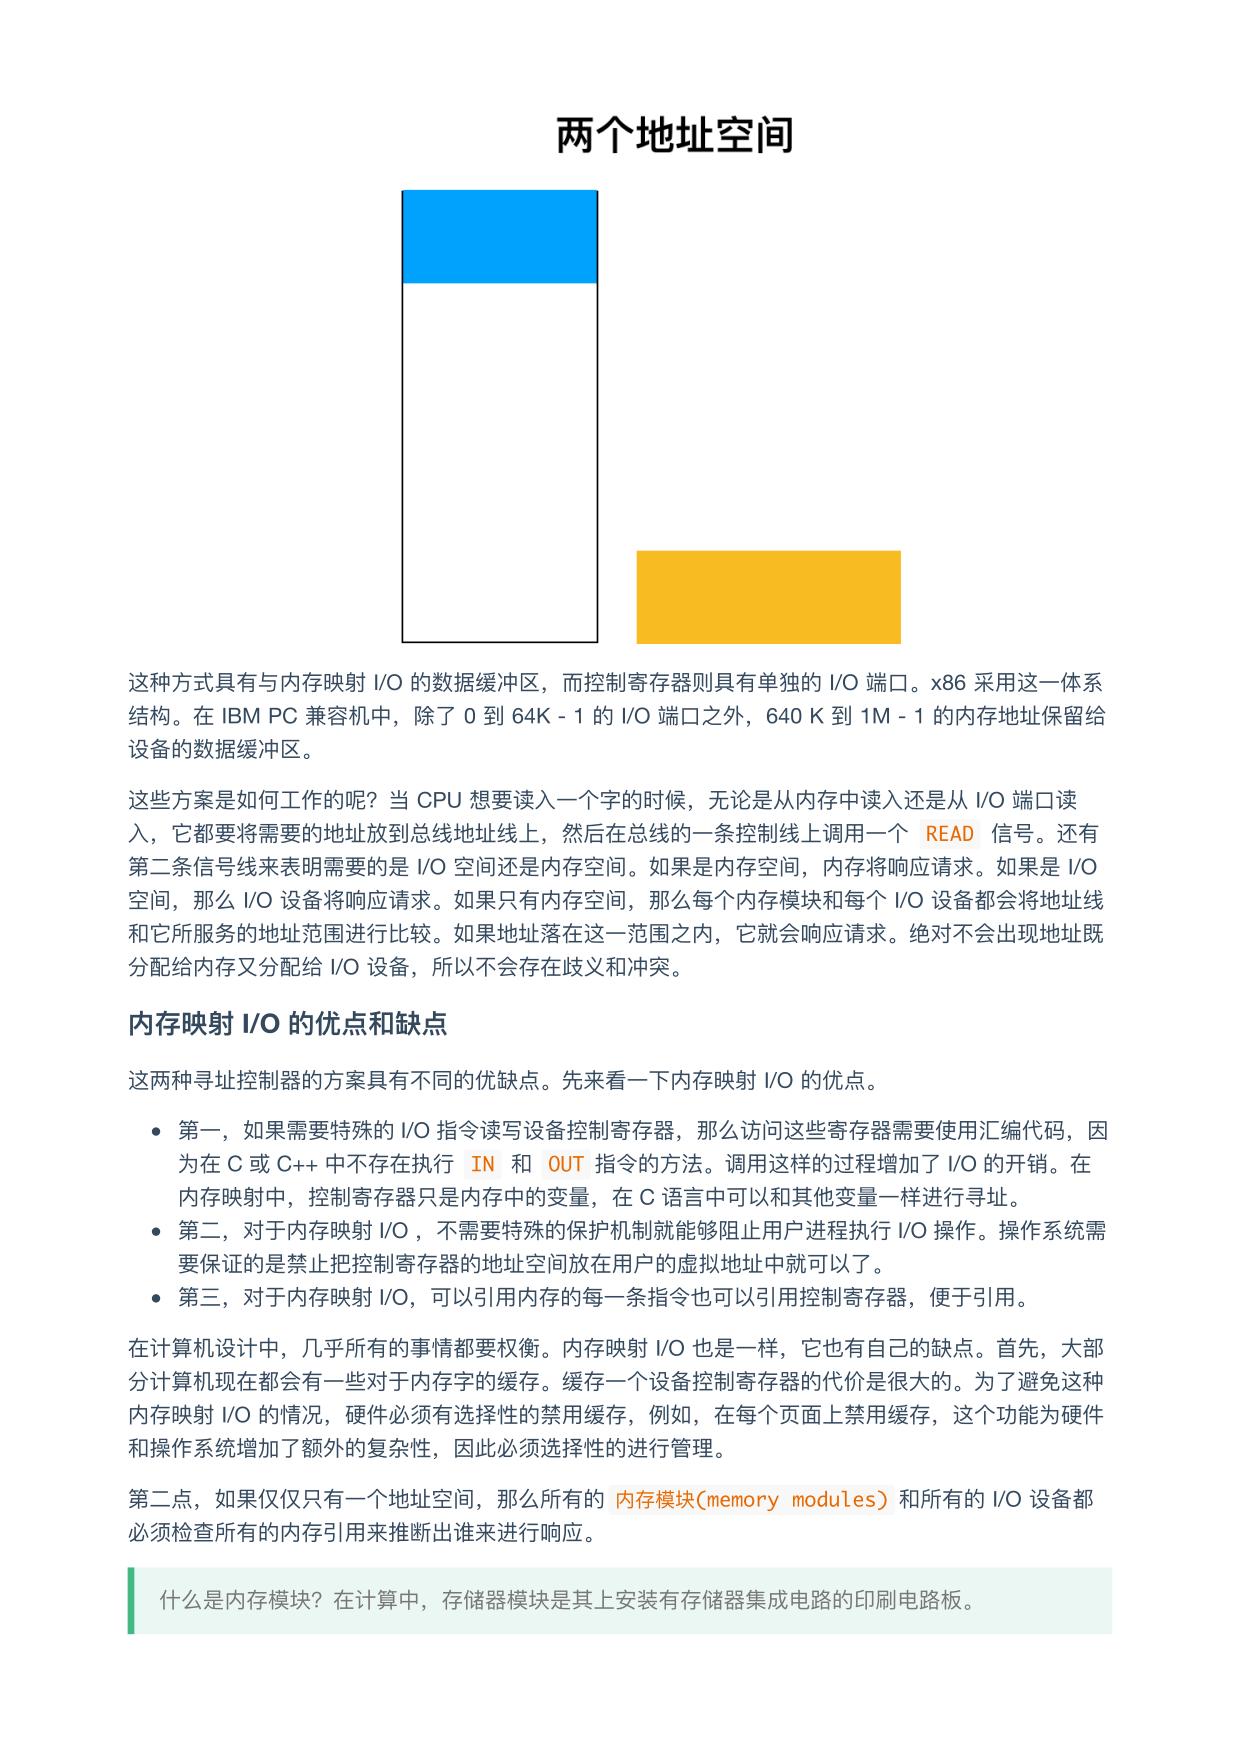 两个地址空间
这种方式具有与内存映射 I/O 的数据缓冲区，而控制寄存器则具有单独的 I/O 端口。x86 采用这一体系
结构。在 IBM PC 兼容机中，除了 0 到 64K - 1 的 I/O 端口之外，640 K 到 1M - 1 的内存地址保留给
设备的数据缓冲区。
这些方案是如何工作的呢？当 CPU 想要读入一个字的时候，无论是从内存中读入还是从 I/O 端口读
入，它都要将需要的地址放到总线地址线上，然后在总线的一条控制线上调用一个 READ 信号。还有
第二条信号线来表明需要的是 I/O 空间还是内存空间。如果是内存空间，内存将响应请求。如果是 I/O
空间，那么 I/O 设备将响应请求。如果只有内存空间，那么每个内存模块和每个 I/O 设备都会将地址线
和它所服务的地址范围进行比较。如果地址落在这一范围之内，它就会响应请求。绝对不会出现地址既
分配给内存又分配给 I/O 设备，所以不会存在歧义和冲突。
内存映射 I/O 的优点和缺点
这两种寻址控制器的方案具有不同的优缺点。先来看一下内存映射 I/O 的优点。
• 第一，如果需要特殊的 I/O 指令读写设备控制寄存器，那么访问这些寄存器需要使用汇编代码，因
为在 C 或 C++ 中不存在执行 IN 和 OUT 指令的方法。调用这样的过程增加了 I/O 的开销。在
内存映射中，控制寄存器只是内存中的变量，在 C 语言中可以和其他变量一样进行寻址。
• 第二，对于内存映射 I/O ，不需要特殊的保护机制就能够阻止用户进程执行 I/O 操作。操作系统需
要保证的是禁止把控制寄存器的地址空间放在用户的虚拟地址中就可以了。
• 第三，对于内存映射 I/O，可以引用内存的每一条指令也可以引用控制寄存器，便于引用。
在计算机设计中，几乎所有的事情都要权衡。内存映射 I/O 也是一样，它也有自己的缺点。首先，大部
分计算机现在都会有一些对于内存字的缓存。缓存一个设备控制寄存器的代价是很大的。为了避免这种
内存映射 I/O 的情况，硬件必须有选择性的禁用缓存，例如，在每个页面上禁用缓存，这个功能为硬件
和操作系统增加了额外的复杂性，因此必须选择性的进行管理。
第二点，如果仅仅只有一个地址空间，那么所有的 内存模块(memory modules) 和所有的 I/O 设备都
必须检查所有的内存引用来推断出谁来进行响应。
什么是内存模块？在计算中，存储器模块是其上安装有存储器集成电路的印刷电路板。